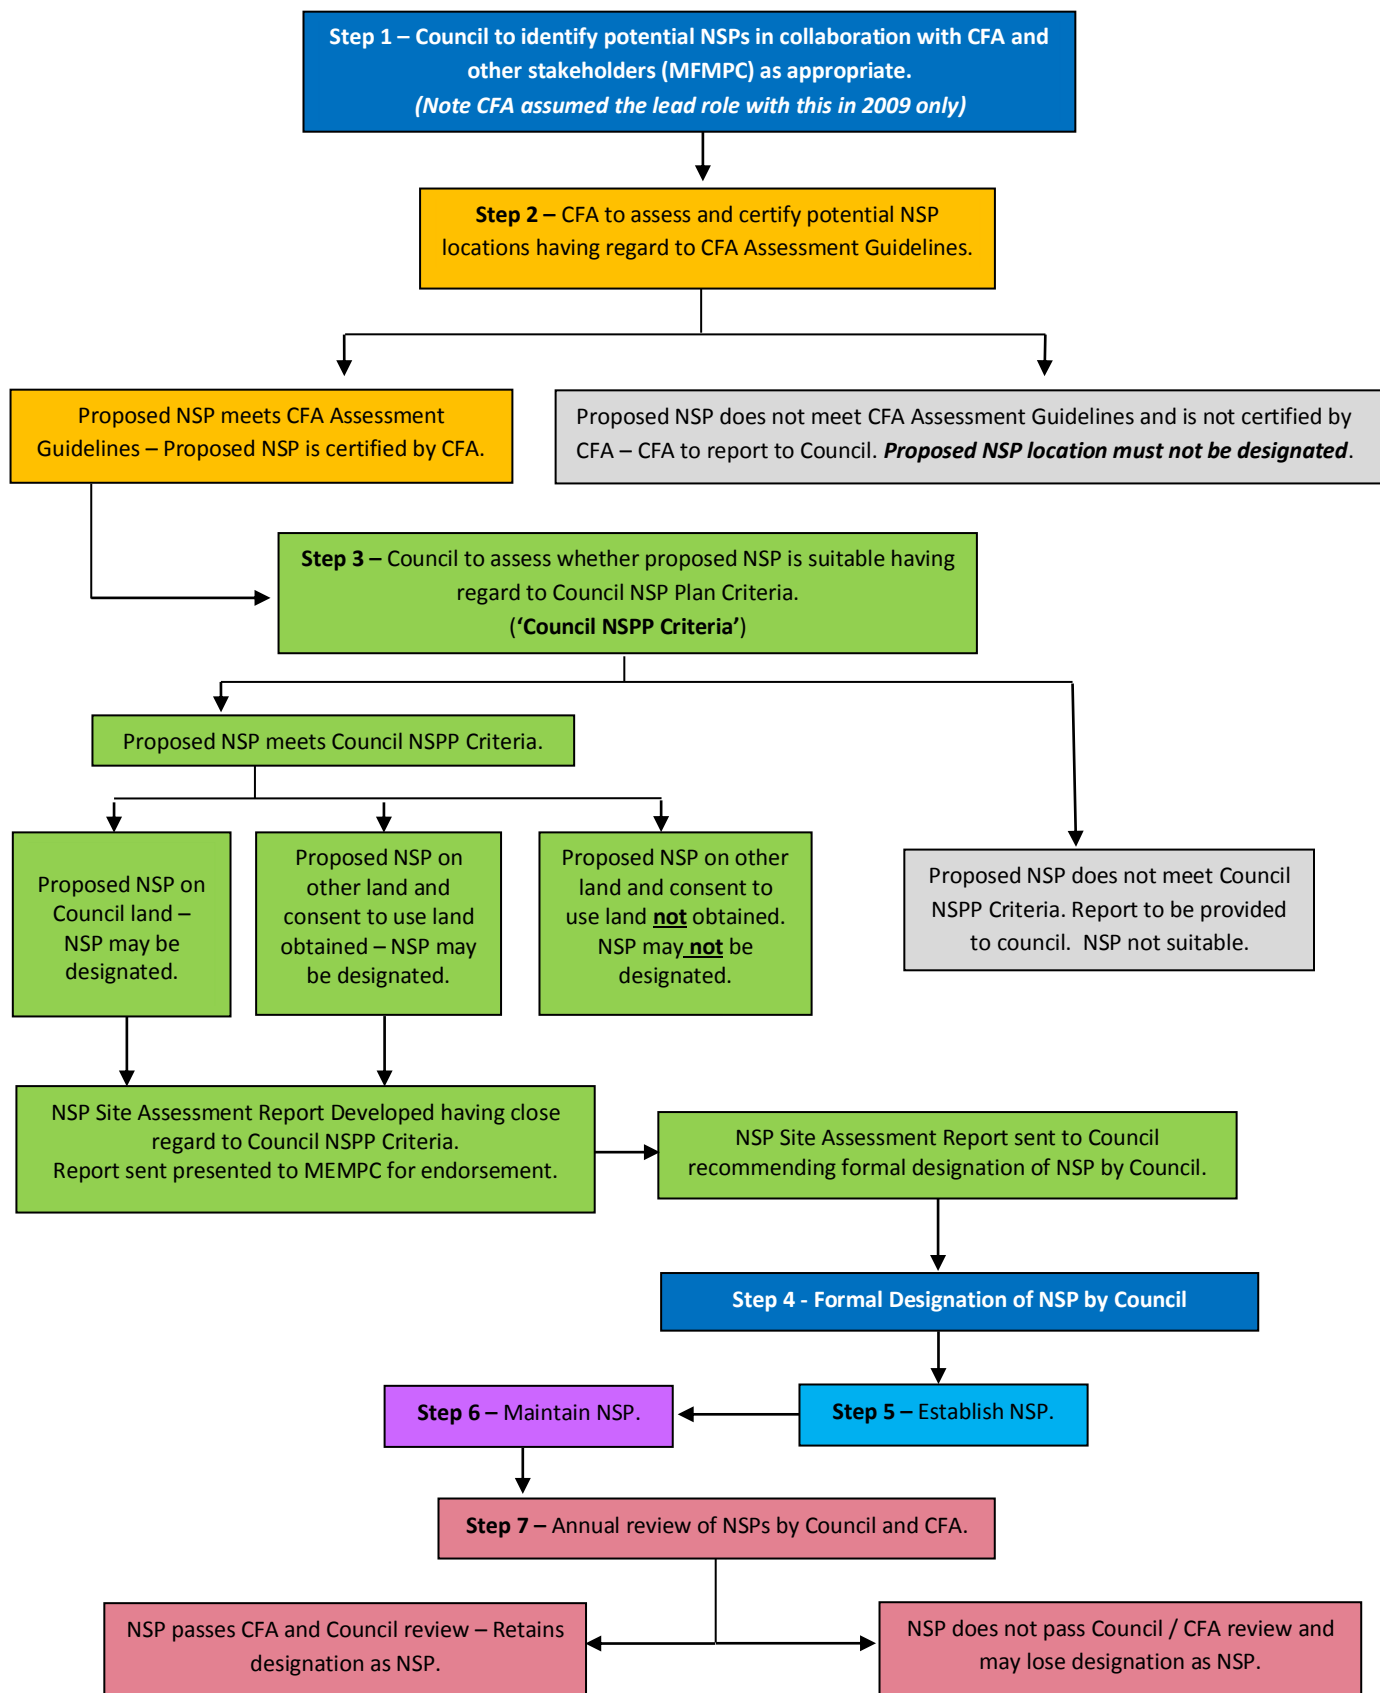 Step 1 – Council to identify potential NSPs in collaboration with CFA and
other stakeholders (MFMPC) as appropriate.
(Note CFA assumed the lead role with this in 2009 only)
Step 2 – CFA to assess and certify potential NSP
locations having regard to CFA Assessment Guidelines.
Proposed NSP meets CFA Assessment
Guidelines – Proposed NSP is certified by CFA.
Proposed NSP does not meet CFA Assessment Guidelines and is not certified by
CFA – CFA to report to Council. Proposed NSP location must not be designated.
Step 3 – Council to assess whether proposed NSP is suitable having
regard to Council NSP Plan Criteria.
(‘Council NSPP Criteria’)
Proposed NSP meets Council NSPP Criteria.
Proposed NSP on
Council land –
NSP may be
designated.
Proposed NSP on
other land and
consent to use land
obtained – NSP may
be designated.
Proposed NSP on other
land and consent to
use land not obtained.
NSP may not be
designated.
Proposed NSP does not meet Council
NSPP Criteria. Report to be provided
to council. NSP not suitable.
NSP Site Assessment Report Developed having close
regard to Council NSPP Criteria.
Report sent presented to MEMPC for endorsement.
NSP Site Assessment Report sent to Council
recommending formal designation of NSP by Council.
Step 4 - Formal Designation of NSP by Council
Step 6 – Maintain NSP.
Step 5 – Establish NSP.
Step 7 – Annual review of NSPs by Council and CFA.
NSP passes CFA and Council review – Retains
designation as NSP.
NSP does not pass Council / CFA review and
may lose designation as NSP.